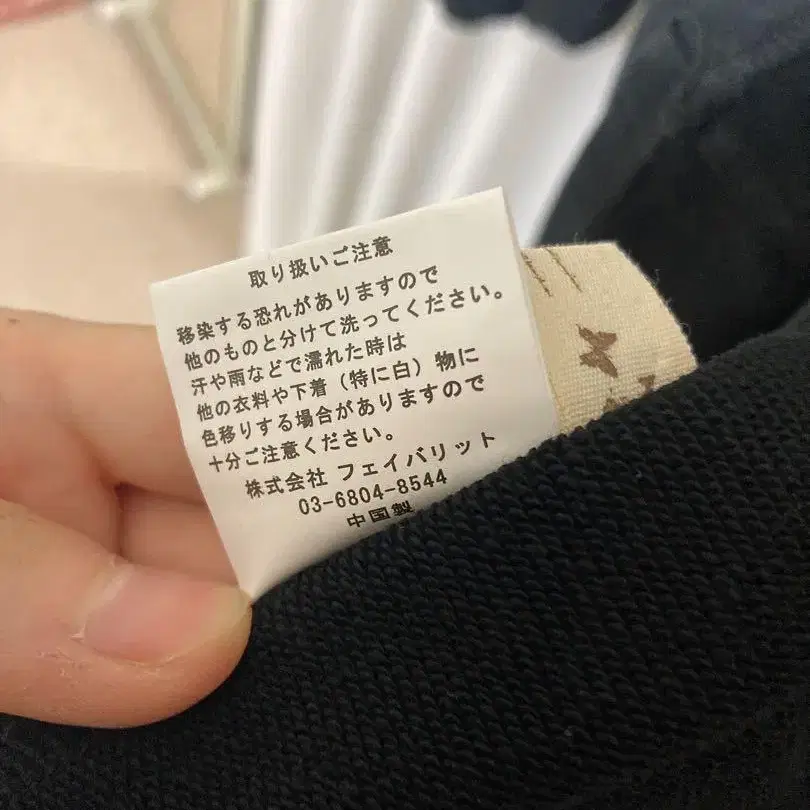 取り扱いご注意
移染する恐れがありますので
他のものと分けて洗ってください。
汗や雨などで濡れた時は
他の衣料や下着（特に白）物に
色移りする場合がありますので
十分ご注意ください。
株式会社 フェイバリット
03-6804-8544
中国製